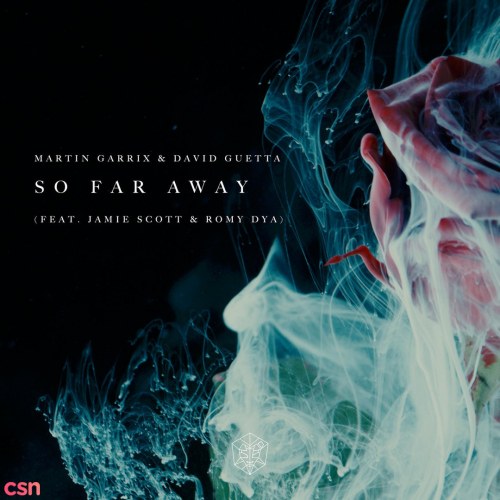 MARTIN GARRIX & DAVID GUETTA
SO FAR AWAY
(FEAT. JAMIE SCOTT & ROMY DYA)
csn